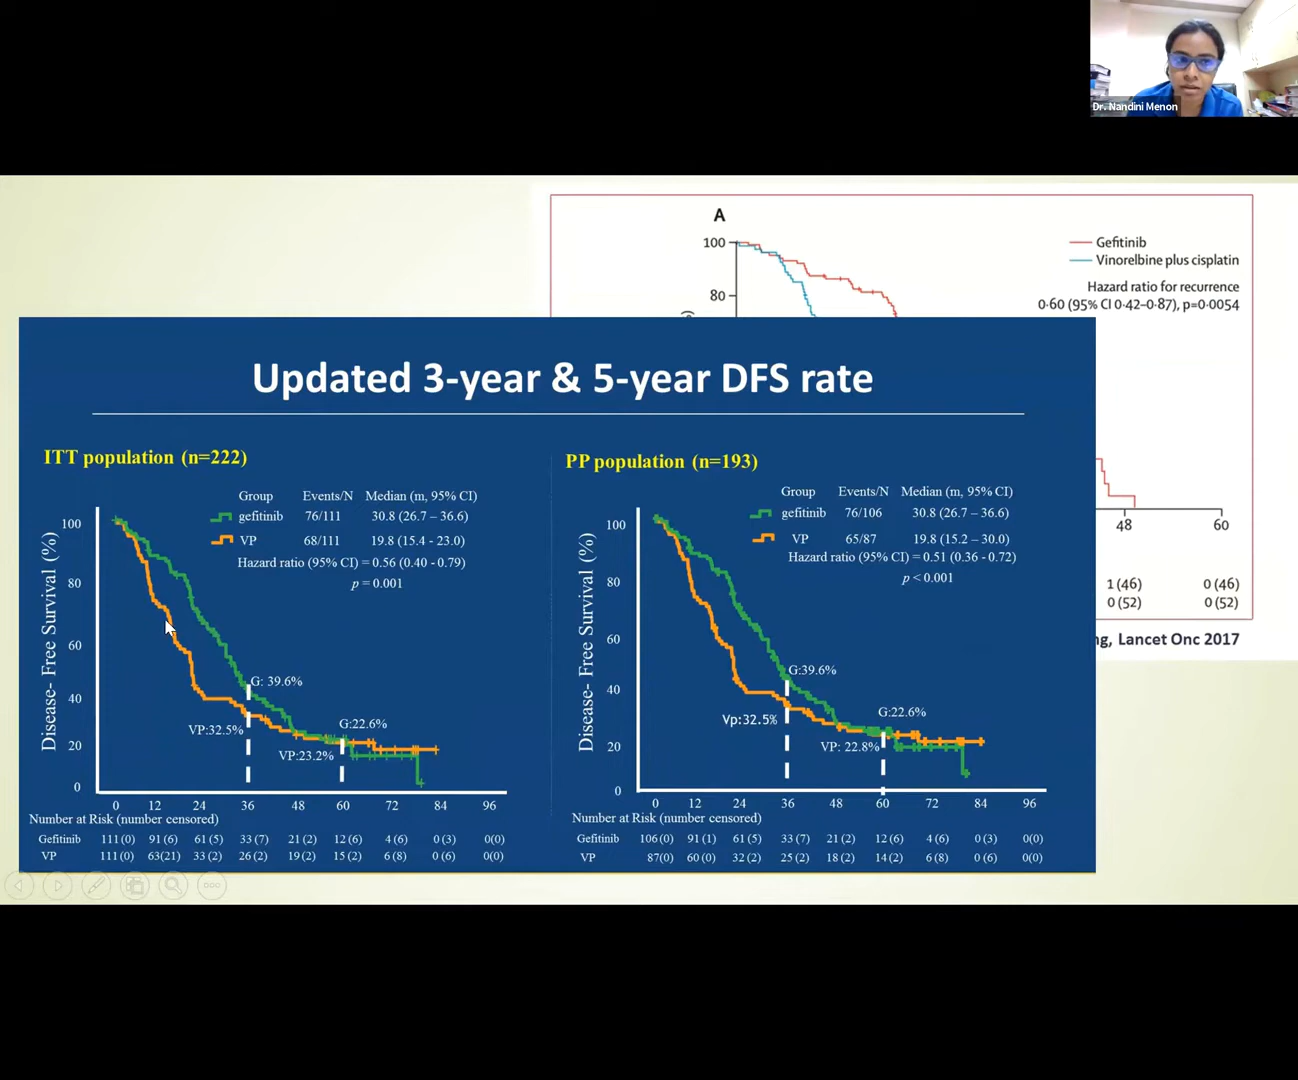 Dr. Nandini Menon
A
100
80
Gefitinib
Vinorelbine plus cisplatin
Hazard ratio for recurrence
0·60 (95% CI 0·42–0·87), p=0·0054
48
60
1 (46)
0 (46)
0 (52)
0 (52)
Lancet Onc 2017
Updated 3-year & 5-year DFS rate
ITT population (n=222)
Group Events/N Median (m, 95% CI)
gefitinib 76/111 30.8 (26.7 – 36.6)
VP 68/111 19.8 (15.4 - 23.0)
Hazard ratio (95% CI) = 0.56 (0.40 - 0.79)
p = 0.001
Disease- Free Survival (%)
100
80
60
40
20
0
G: 39.6%
Vp:32.5%
G:22.6%
VP:23.2%
0 12 24 36 48 60 72 84 96
Number at Risk (number censored)
Gefitinib 111(0) 91 (6) 61 (5) 33 (7) 21 (2) 12 (6) 4 (6) 0 (3) 0(0)
VP 111(0) 63(21) 33 (2) 26 (2) 19 (2) 15 (2) 6 (8) 0 (6) 0(0)
PP population (n=193)
Group Events/N Median (m, 95% CI)
gefitinib 76/106 30.8 (26.7 – 36.6)
VP 65/87 19.8 (15.2 – 30.0)
Hazard ratio (95% CI) = 0.51 (0.36 - 0.72)
p < 0.001
Disease- Free Survival (%)
100
80
60
40
20
0
G:39.6%
Vp:32.5%
G:22.6%
VP: 22.8%
0 12 24 36 48 60 72 84 96
Number at Risk (number censored)
Gefitinib 106(0) 91 (1) 61(5) 33 (7) 21 (2) 12 (6) 4 (6) 0 (3) 0(0)
VP 87(0) 60 (0) 32 (2) 25 (2) 18 (2) 14 (2) 6 (8) 0 (6) 0(0)